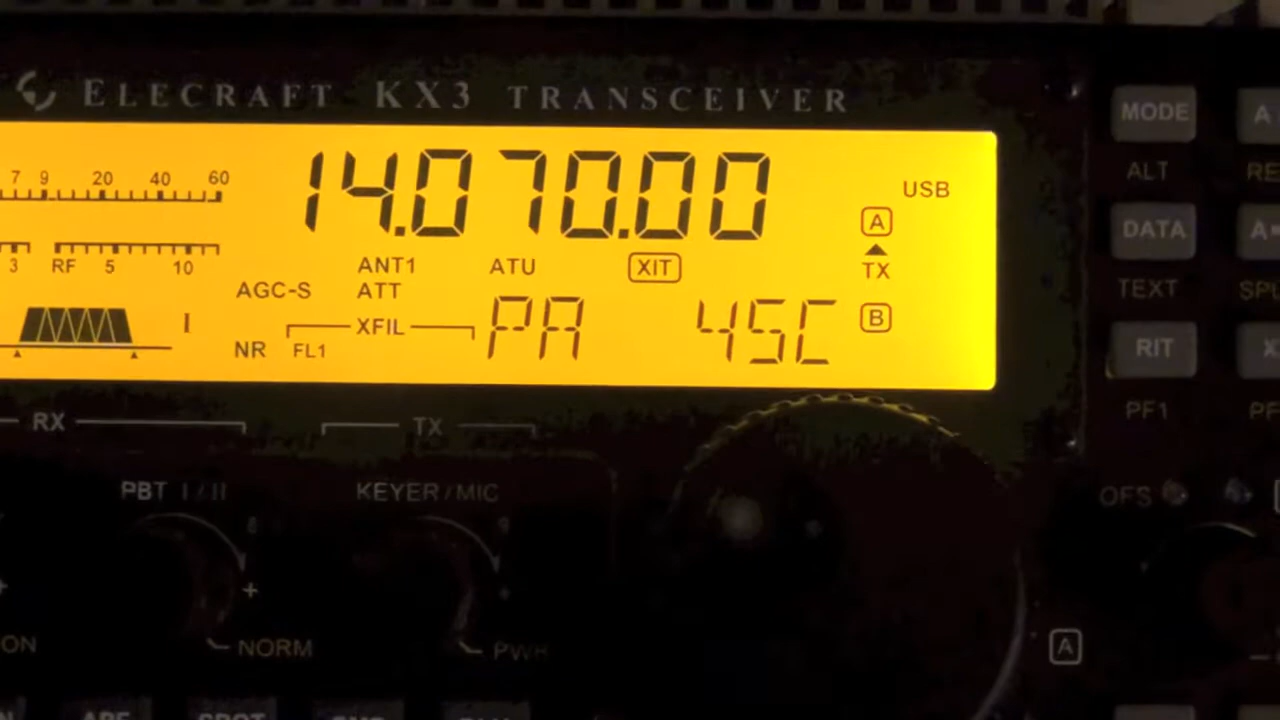 ELECRAFT KX3 TRANSCEIVER
MODE
ALT
7 9 20 40 60
14.070.00
USB
A
DATA
TEXT
3 RF 5 10
ANT1 ATU XIT
TX
AGC-S ATT
PA 45C
B
I
NR FL1 XFIL
RIT
PF1
RX TX
PBT I / II KEYER / MIC
OFS
+
NORM
PWR
A
SPOT